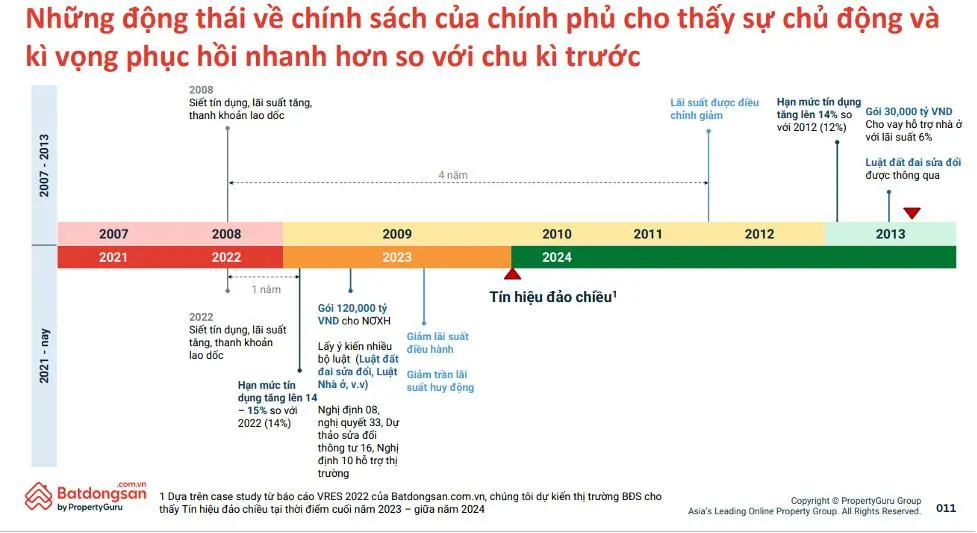 Những động thái về chính sách của chính phủ cho thấy sự chủ động và
kì vọng phục hồi nhanh hơn so với chu kì trước
2007 - 2013
2008
Siết tín dụng, lãi suất tăng,
thanh khoản lao dốc
4 năm
Lãi suất được điều
chỉnh giảm
Hạn mức tín dụng
tăng lên 14% so
với 2012 (12%)
Gói 30,000 tỷ VND
Cho vay hỗ trợ nhà ở
với lãi suất 6%
Luật đất đai sửa đổi
được thông qua
2007
2008
2009
2010
2011
2012
2013
2021
2022
2023
2024
2021 - nay
1 năm
2022
Siết tín dụng, lãi suất
tăng, thanh khoản
lao dốc
Hạn mức tín
dụng tăng lên 14
– 15% so với
2022 (14%)
Gói 120,000 tỷ
VND cho NƠXH
Lấy ý kiến nhiều
bộ luật (Luật đất
đai sửa đổi, Luật
Nhà ở, v.v)
Nghị định 08,
nghị quyết 33, Dự
thảo sửa đổi
thông tư 16, Nghị
định 10 hỗ trợ thị
trường
Giảm lãi suất
điều hành
Giảm trần lãi
suất huy động
Tín hiệu đảo chiều1
Batdongsan
.com.vn
by PropertyGuru
1 Dựa trên case study từ báo cáo VRES 2022 của Batdongsan.com.vn, chúng tôi dự kiến thị trường BĐS cho
thấy Tín hiệu đảo chiều tại thời điểm cuối năm 2023 – giữa năm 2024
Copyright © PropertyGuru Group
Asia's Leading Online Property Group. All Rights Reserved.
011